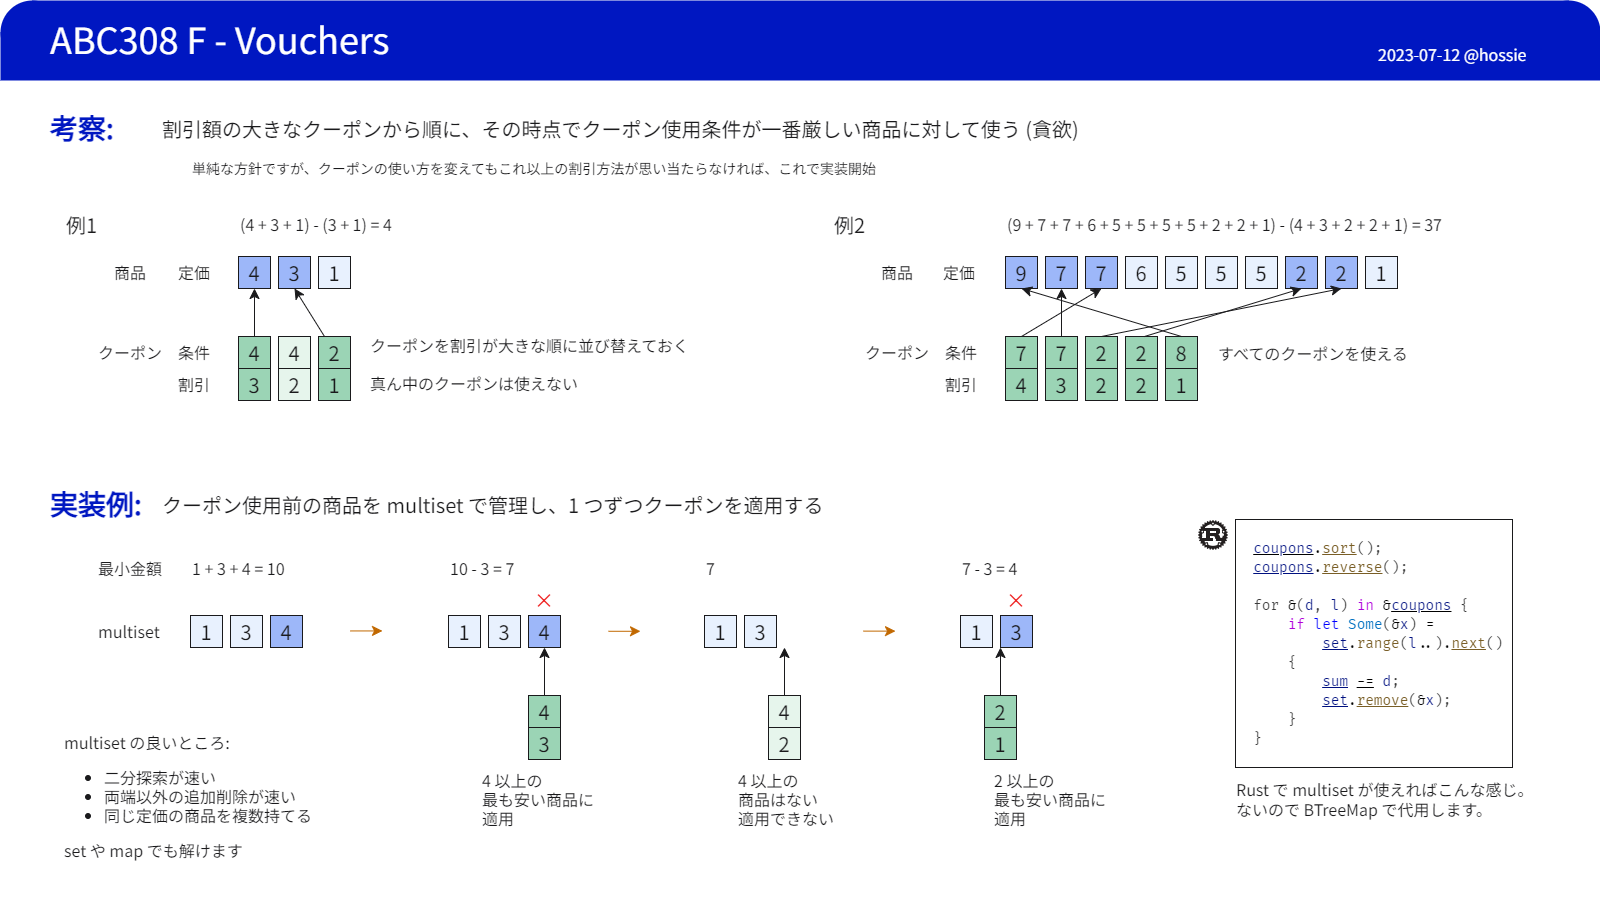 ABC308 F - Vouchers
2023-07-12 @hossie
考察: 割引額の大きなクーポンから順に、その時点でクーポン使用条件が一番厳しい商品に対して使う (貪欲)
単純な方針ですが、クーポンの使い方を変えてもこれ以上の割引方法が思い当たらなければ、これで実装開始
例1 (4 + 3 + 1) - (3 + 1) = 4
商品 定価 4 3 1
クーポン 条件 4 4 2
割引 3 2 1
クーポンを割引が大きな順に並び替えておく
真ん中のクーポンは使えない
例2 (9 + 7 + 7 + 6 + 5 + 5 + 5 + 5 + 2 + 2 + 1) - (4 + 3 + 2 + 2 + 1) = 37
商品 定価 9 7 7 6 5 5 5 2 2 1
クーポン 条件 7 7 2 2 8
割引 4 3 2 2 1
すべてのクーポンを使える
実装例: クーポン使用前の商品を multiset で管理し、1 つずつクーポンを適用する
最小金額 1 + 3 + 4 = 10 10 - 3 = 7 7 7 - 3 = 4
multiset 1 3 4 1 3 4 1 3 1 3
4 4 2
3 2 1
4 以上の
最も安い商品に
適用
4 以上の
商品はない
適用できない
2 以上の
最も安い商品に
適用
multiset の良いところ:
• 二分探索が速い
• 両端以外の追加削除が速い
• 同じ定価の商品を複数持てる
set や map でも解けます
R
coupons.sort();
coupons.reverse();
for &(d, l) in &coupons {
if let Some(&x) =
set.range(l..).next()
{
sum -= d;
set.remove(&x);
}
}
Rust で multiset が使えればこんな感じ。
ないので BTreeMap で代用します。